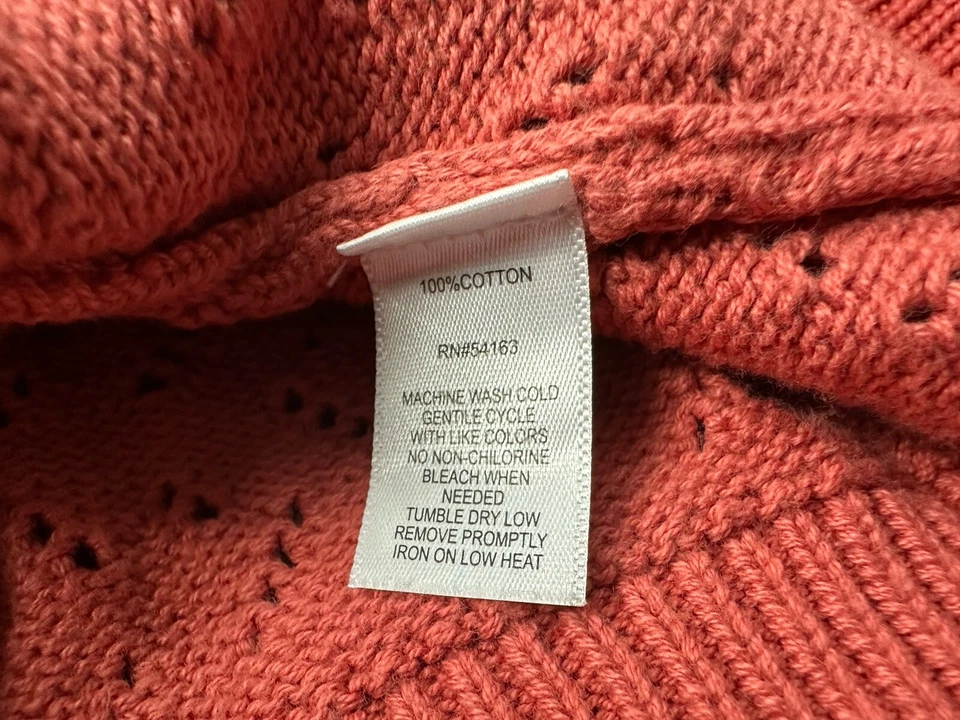 100%COTTON
RN#54163
MACHINE WASH COLD
GENTILE CYCLE
WITH LIKE COLORS
NO NON-CHLORINE
BLEACH WHEN
NEEDED
TUMBLE DRY LOW
REMOVE PROMPTLY
IRON ON LOW HEAT